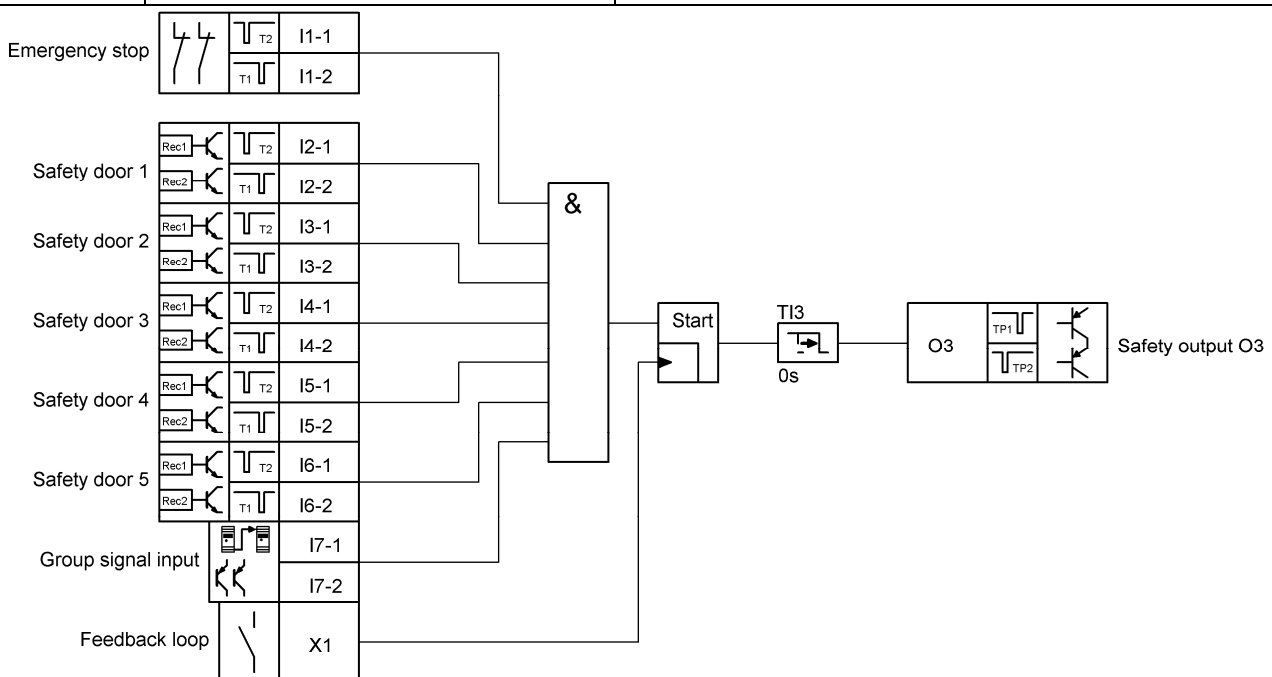 Emergency stop
T2
I1-1
T1
I1-2
Safety door 1
Rec1
T2
I2-1
Rec2
T1
I2-2
Safety door 2
Rec1
T2
I3-1
Rec2
T1
I3-2
Safety door 3
Rec1
T2
I4-1
Rec2
T1
I4-2
Safety door 4
Rec1
T2
I5-1
Rec2
T1
I5-2
Safety door 5
Rec1
T2
I6-1
Rec2
T1
I6-2
Group signal input
I7-1
I7-2
Feedback loop
X1
&
Start
TI3
0s
O3
TP1
TP2
Safety output O3